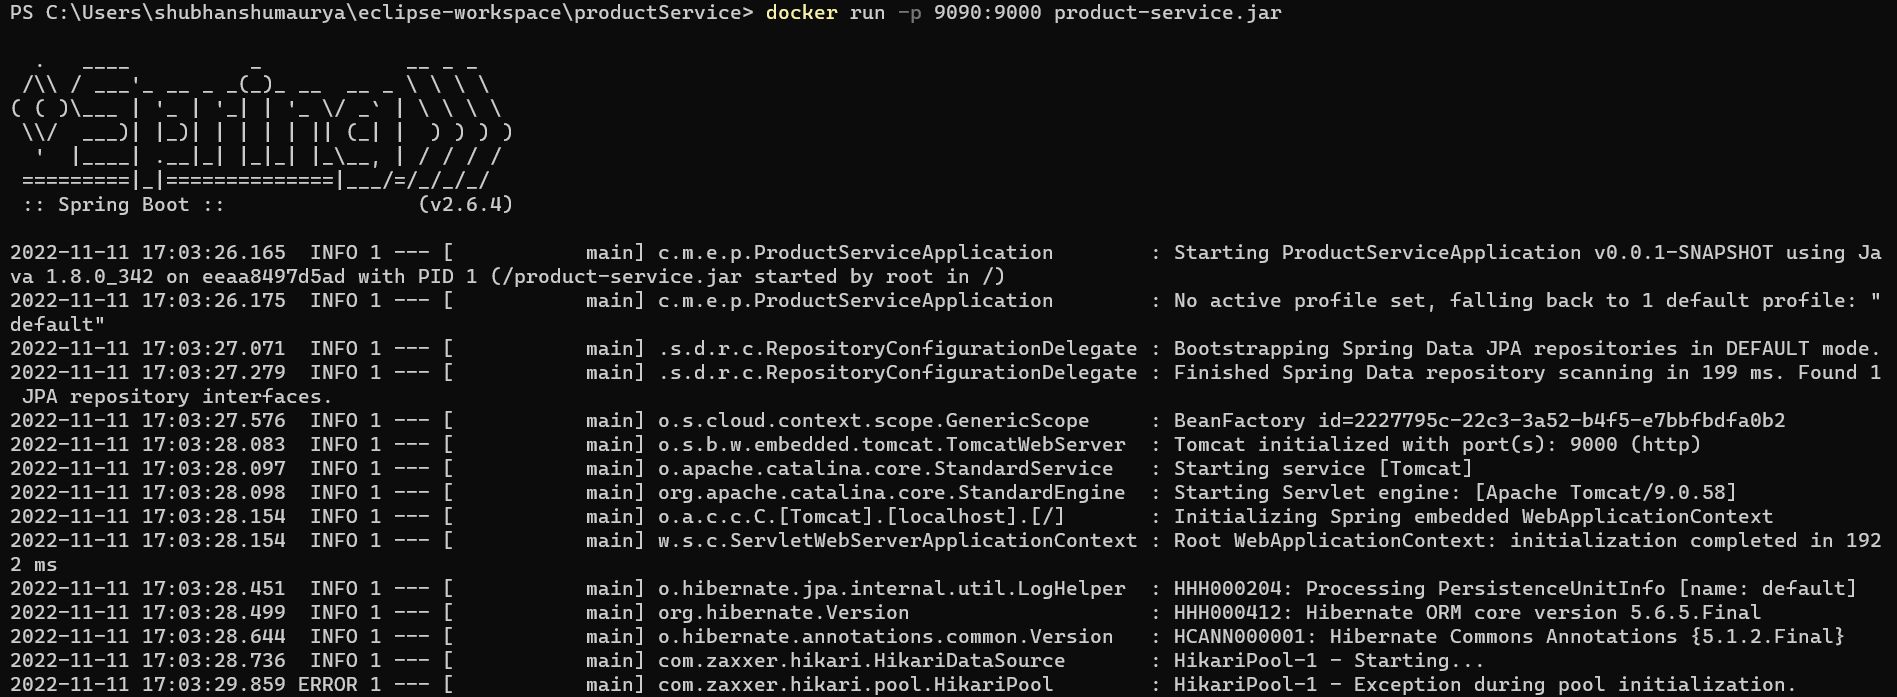 PS C:\Users\shubhanshumaurya\eclipse-workspace\productService> docker run -p 9090:9000 product-service.jar

  .   ____          _            __ _ _
 /\\ / ___'_ __ _ _(_)_ __  __ _ \ \ \ \
( ( )\___ | '_ | '_| | '_ \/ _` | \ \ \ \
 \\/  ___)| |_)| | | | | || (_| |  ) ) ) )
  '  |____| .__|_| |_|_| |_\__, | / / / /
 =========|_|==============|___/=/_/_/_/
 :: Spring Boot ::                (v2.6.4)

2022-11-11 17:03:26.165  INFO 1 --- [           main] c.m.e.p.ProductServiceApplication        : Starting ProductServiceApplication v0.0.1-SNAPSHOT using Ja
va 1.8.0_342 on eeaa8497d5ad with PID 1 (/product-service.jar started by root in /)
2022-11-11 17:03:26.175  INFO 1 --- [           main] c.m.e.p.ProductServiceApplication        : No active profile set, falling back to 1 default profile: "
default"
2022-11-11 17:03:27.071  INFO 1 --- [           main] .s.d.r.c.RepositoryConfigurationDelegate : Bootstrapping Spring Data JPA repositories in DEFAULT mode.
2022-11-11 17:03:27.279  INFO 1 --- [           main] .s.d.r.c.RepositoryConfigurationDelegate : Finished Spring Data repository scanning in 199 ms. Found 1
 JPA repository interfaces.
2022-11-11 17:03:27.576  INFO 1 --- [           main] o.s.cloud.context.scope.GenericScope     : BeanFactory id=2227795c-22c3-3a52-b4f5-e7bbfbdfa0b2
2022-11-11 17:03:28.083  INFO 1 --- [           main] o.s.b.w.embedded.tomcat.TomcatWebServer  : Tomcat initialized with port(s): 9000 (http)
2022-11-11 17:03:28.097  INFO 1 --- [           main] o.apache.catalina.core.StandardService   : Starting service [Tomcat]
2022-11-11 17:03:28.098  INFO 1 --- [           main] org.apache.catalina.core.StandardEngine  : Starting Servlet engine: [Apache Tomcat/9.0.58]
2022-11-11 17:03:28.154  INFO 1 --- [           main] o.a.c.c.C.[Tomcat].[localhost].[/]       : Initializing Spring embedded WebApplicationContext
2022-11-11 17:03:28.154  INFO 1 --- [           main] w.s.c.ServletWebServerApplicationContext : Root WebApplicationContext: initialization completed in 192
2 ms
2022-11-11 17:03:28.451  INFO 1 --- [           main] o.hibernate.jpa.internal.util.LogHelper  : HHH000204: Processing PersistenceUnitInfo [name: default]
2022-11-11 17:03:28.499  INFO 1 --- [           main] org.hibernate.Version                    : HHH000412: Hibernate ORM core version 5.6.5.Final
2022-11-11 17:03:28.644  INFO 1 --- [           main] o.hibernate.annotations.common.Version   : HCANN000001: Hibernate Commons Annotations {5.1.2.Final}
2022-11-11 17:03:28.736  INFO 1 --- [           main] com.zaxxer.hikari.HikariDataSource       : HikariPool-1 - Starting...
2022-11-11 17:03:29.859 ERROR 1 --- [           main] com.zaxxer.hikari.pool.HikariPool        : HikariPool-1 - Exception during pool initialization.